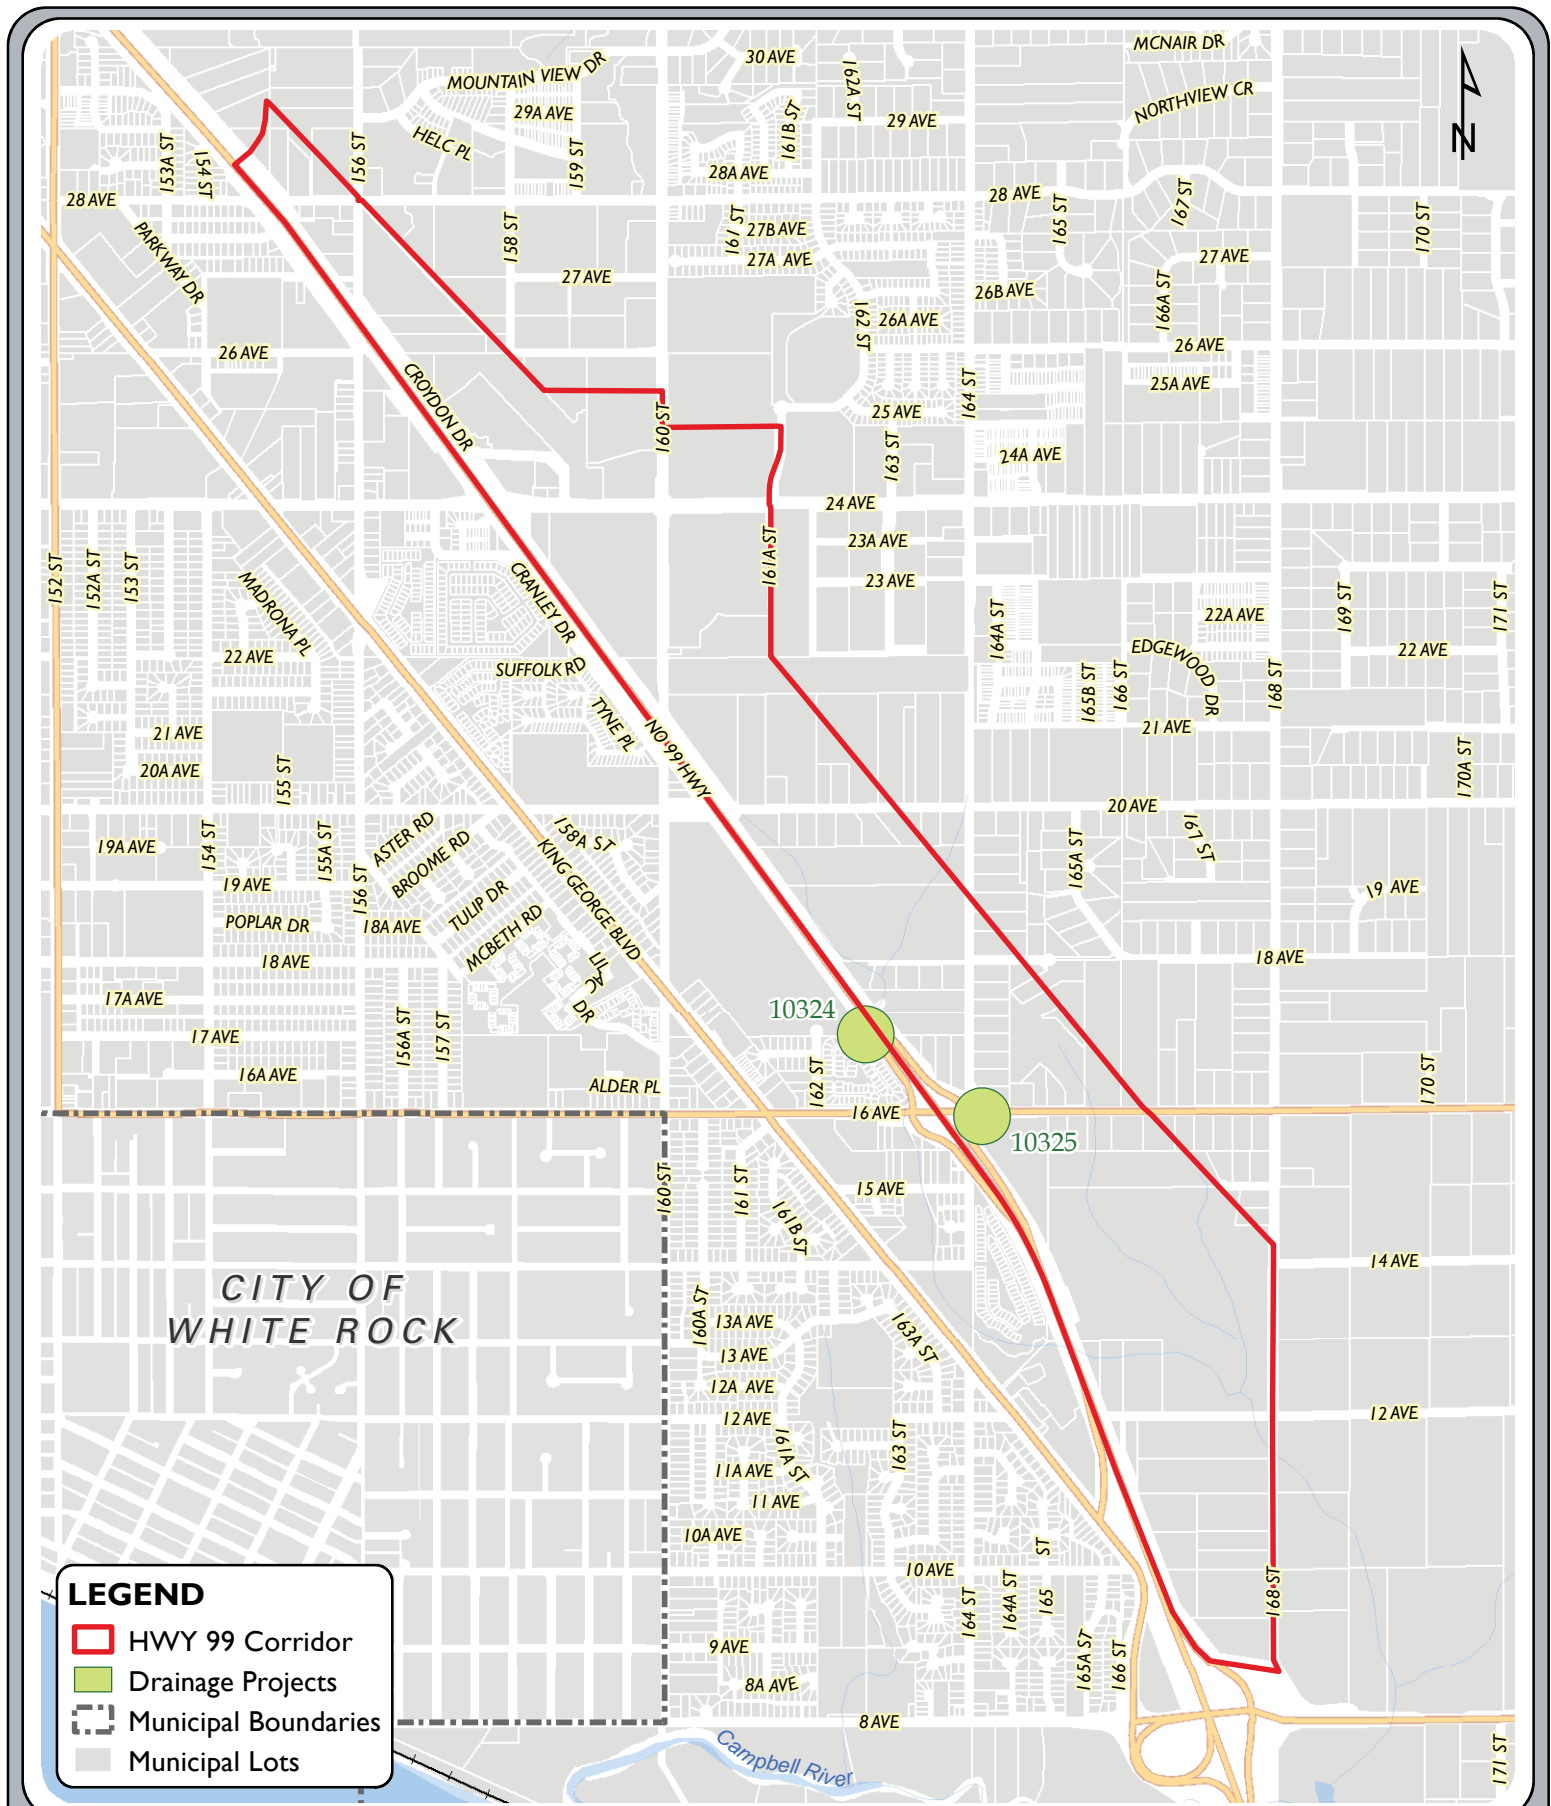 MCNAIR DR
30 AVE
MOUNTAIN VIEW DR
162A ST
NORTHVIEW CR
29A AVE
29 AVE
161B ST
HELC PL
153A ST
154 ST
156 ST
159 ST
28A AVE
N
28 AVE
28 AVE
165 ST
167 ST
170 ST
PARKWAY DR
158 ST
161 ST
27B AVE
27A AVE
27 AVE
27 AVE
26B AVE
166A ST
162 ST
26A AVE
26 AVE
26 AVE
CROYDON DR
164 ST
25A AVE
160 ST
25 AVE
163 ST
24A AVE
24 AVE
161A ST
23A AVE
23 AVE
152 ST
152A ST
153 ST
MADRONA PL
CRANLEY DR
164A ST
22A AVE
169 ST
171 ST
22 AVE
SUFFOLK RD
EDGEWOOD DR
22 AVE
165B ST
166 ST
168 ST
TYNE PL
NO 99 HWY
21 AVE
21 AVE
20A AVE
155 ST
170A ST
20 AVE
19A AVE
154 ST
155A ST
ASTER RD
BROOME RD
158A ST
KING GEORGE BLVD
165A ST
167 ST
19 AVE
156 ST
19 AVE
POPLAR DR
18A AVE
TULIP DR
MCBETH RD
18 AVE
18 AVE
LILAC DR
17A AVE
10324
17 AVE
156A ST
157 ST
16A AVE
ALDER PL
162 ST
170 ST
16 AVE
10325
160 ST
161 ST
161B ST
15 AVE
14 AVE
CITY OF
WHITE ROCK
160A ST
13A AVE
163A ST
13 AVE
12A AVE
12 AVE
12 AVE
161A ST
163 ST
11A AVE
11 AVE
10A AVE
10 AVE
164 ST
164A ST
165 ST
168 ST
165A ST
166 ST
9 AVE
8A AVE
8 AVE
171 ST
Campbell River
LEGEND
HWY 99 Corridor
Drainage Projects
Municipal Boundaries
Municipal Lots